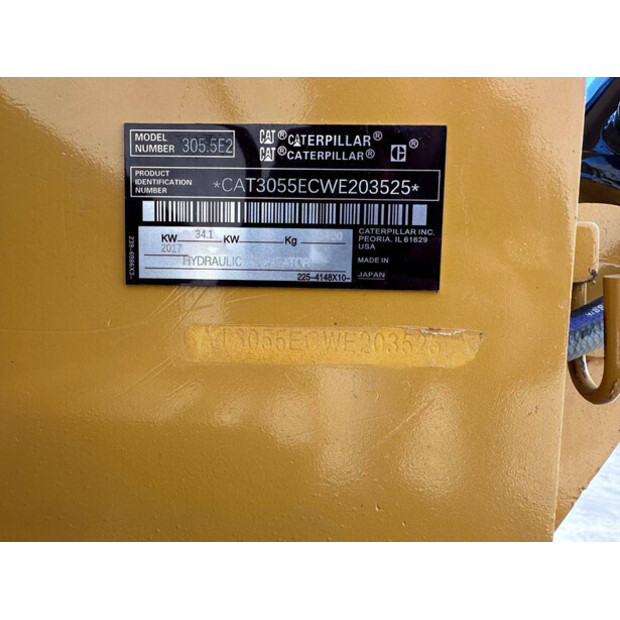 MODEL NUMBER 305.5E2
CAT® CATERPILLAR®
CAT® CATERPILLAR® C ®
PRODUCT IDENTIFICATION NUMBER
*CAT3055ECWE203525*
KW 34.1 KW Kg
2017
HYDRAULIC
225-4148X10-
CATERPILLAR INC.
PEORIA, IL 61629
USA
MADE IN
JAPAN
AT3055ECWE203525